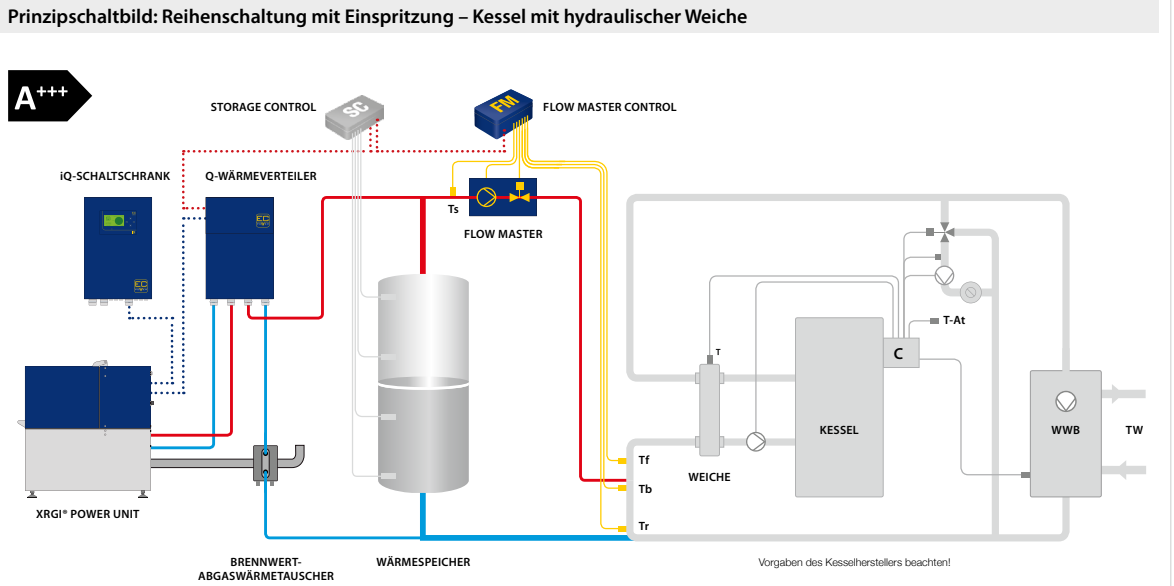 Prinzipschaltbild: Reihenschaltung mit Einspritzung – Kessel mit hydraulischer Weiche
A+++
STORAGE CONTROL
SC
FM
FLOW MASTER CONTROL
iQ-SCHALTSCHRANK
Q-WÄRMEVERTEILER
Ts
FLOW MASTER
EC
EC
T-At
T
C
KESSEL
WWB
TW
Tf
WEICHE
Tb
XRGI® POWER UNIT
Tr
BRENNWERT-
ABGASWÄRMETAUSCHER
WÄRMESPEICHER
Vorgaben des Kesselherstellers beachten!